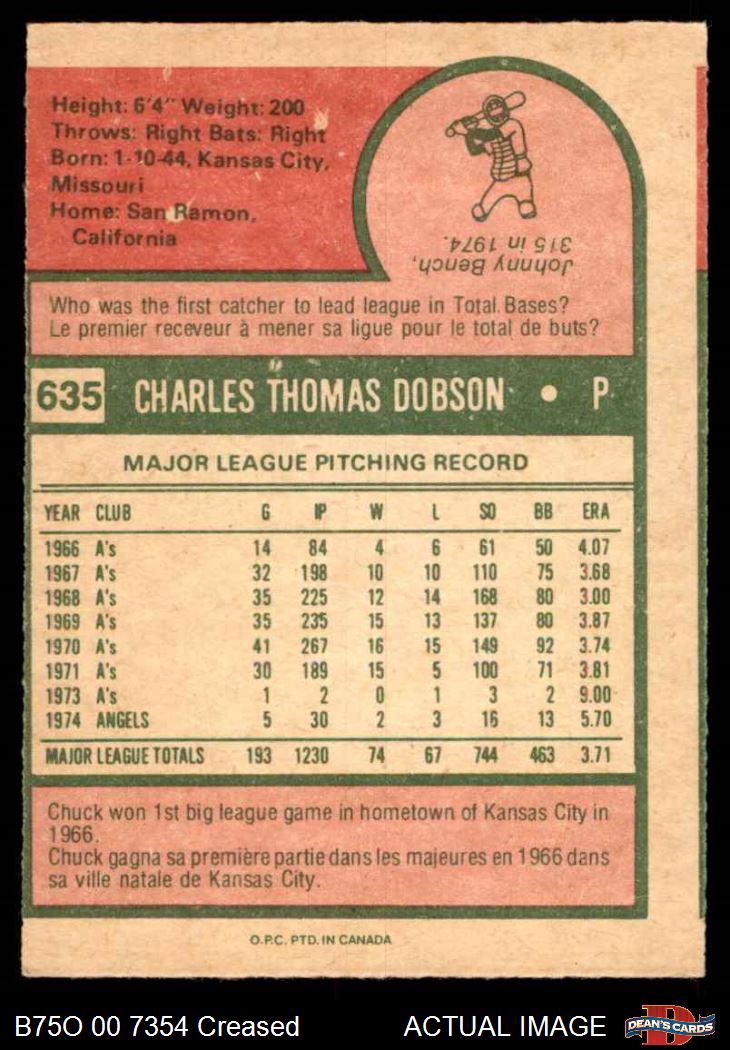 Height: 6'4" Weight: 200
Throws: Right Bats: Right
Born: 1-10-44, Kansas City,
Missouri
Home: San Ramon,
California
Johnny Bench,
315 in 1974.
Who was the first catcher to lead league in Total Bases?
Le premier receveur à mener sa ligue pour le total de buts?
635 CHARLES THOMAS DOBSON • P
MAJOR LEAGUE PITCHING RECORD
YEAR CLUB G IP W L SO BB ERA
1966 A's 14 84 4 6 61 50 4.07
1967 A's 32 198 10 10 110 75 3.68
1968 A's 35 225 12 14 168 80 3.00
1969 A's 35 235 15 13 137 80 3.87
1970 A's 41 267 16 15 149 92 3.74
1971 A's 30 189 15 5 100 71 3.81
1973 A's 1 2 0 1 3 2 9.00
1974 ANGELS 5 30 2 3 16 13 5.70
MAJOR LEAGUE TOTALS 193 1230 74 67 744 463 3.71
Chuck won 1st big league game in hometown of Kansas City in
1966.
Chuck gagna sa première partie dans les majeures en 1966 dans
sa ville natale de Kansas City.
O.P.C. PTD. IN CANADA
B75O 00 7354 Creased ACTUAL IMAGE
DEAN'S CARDS